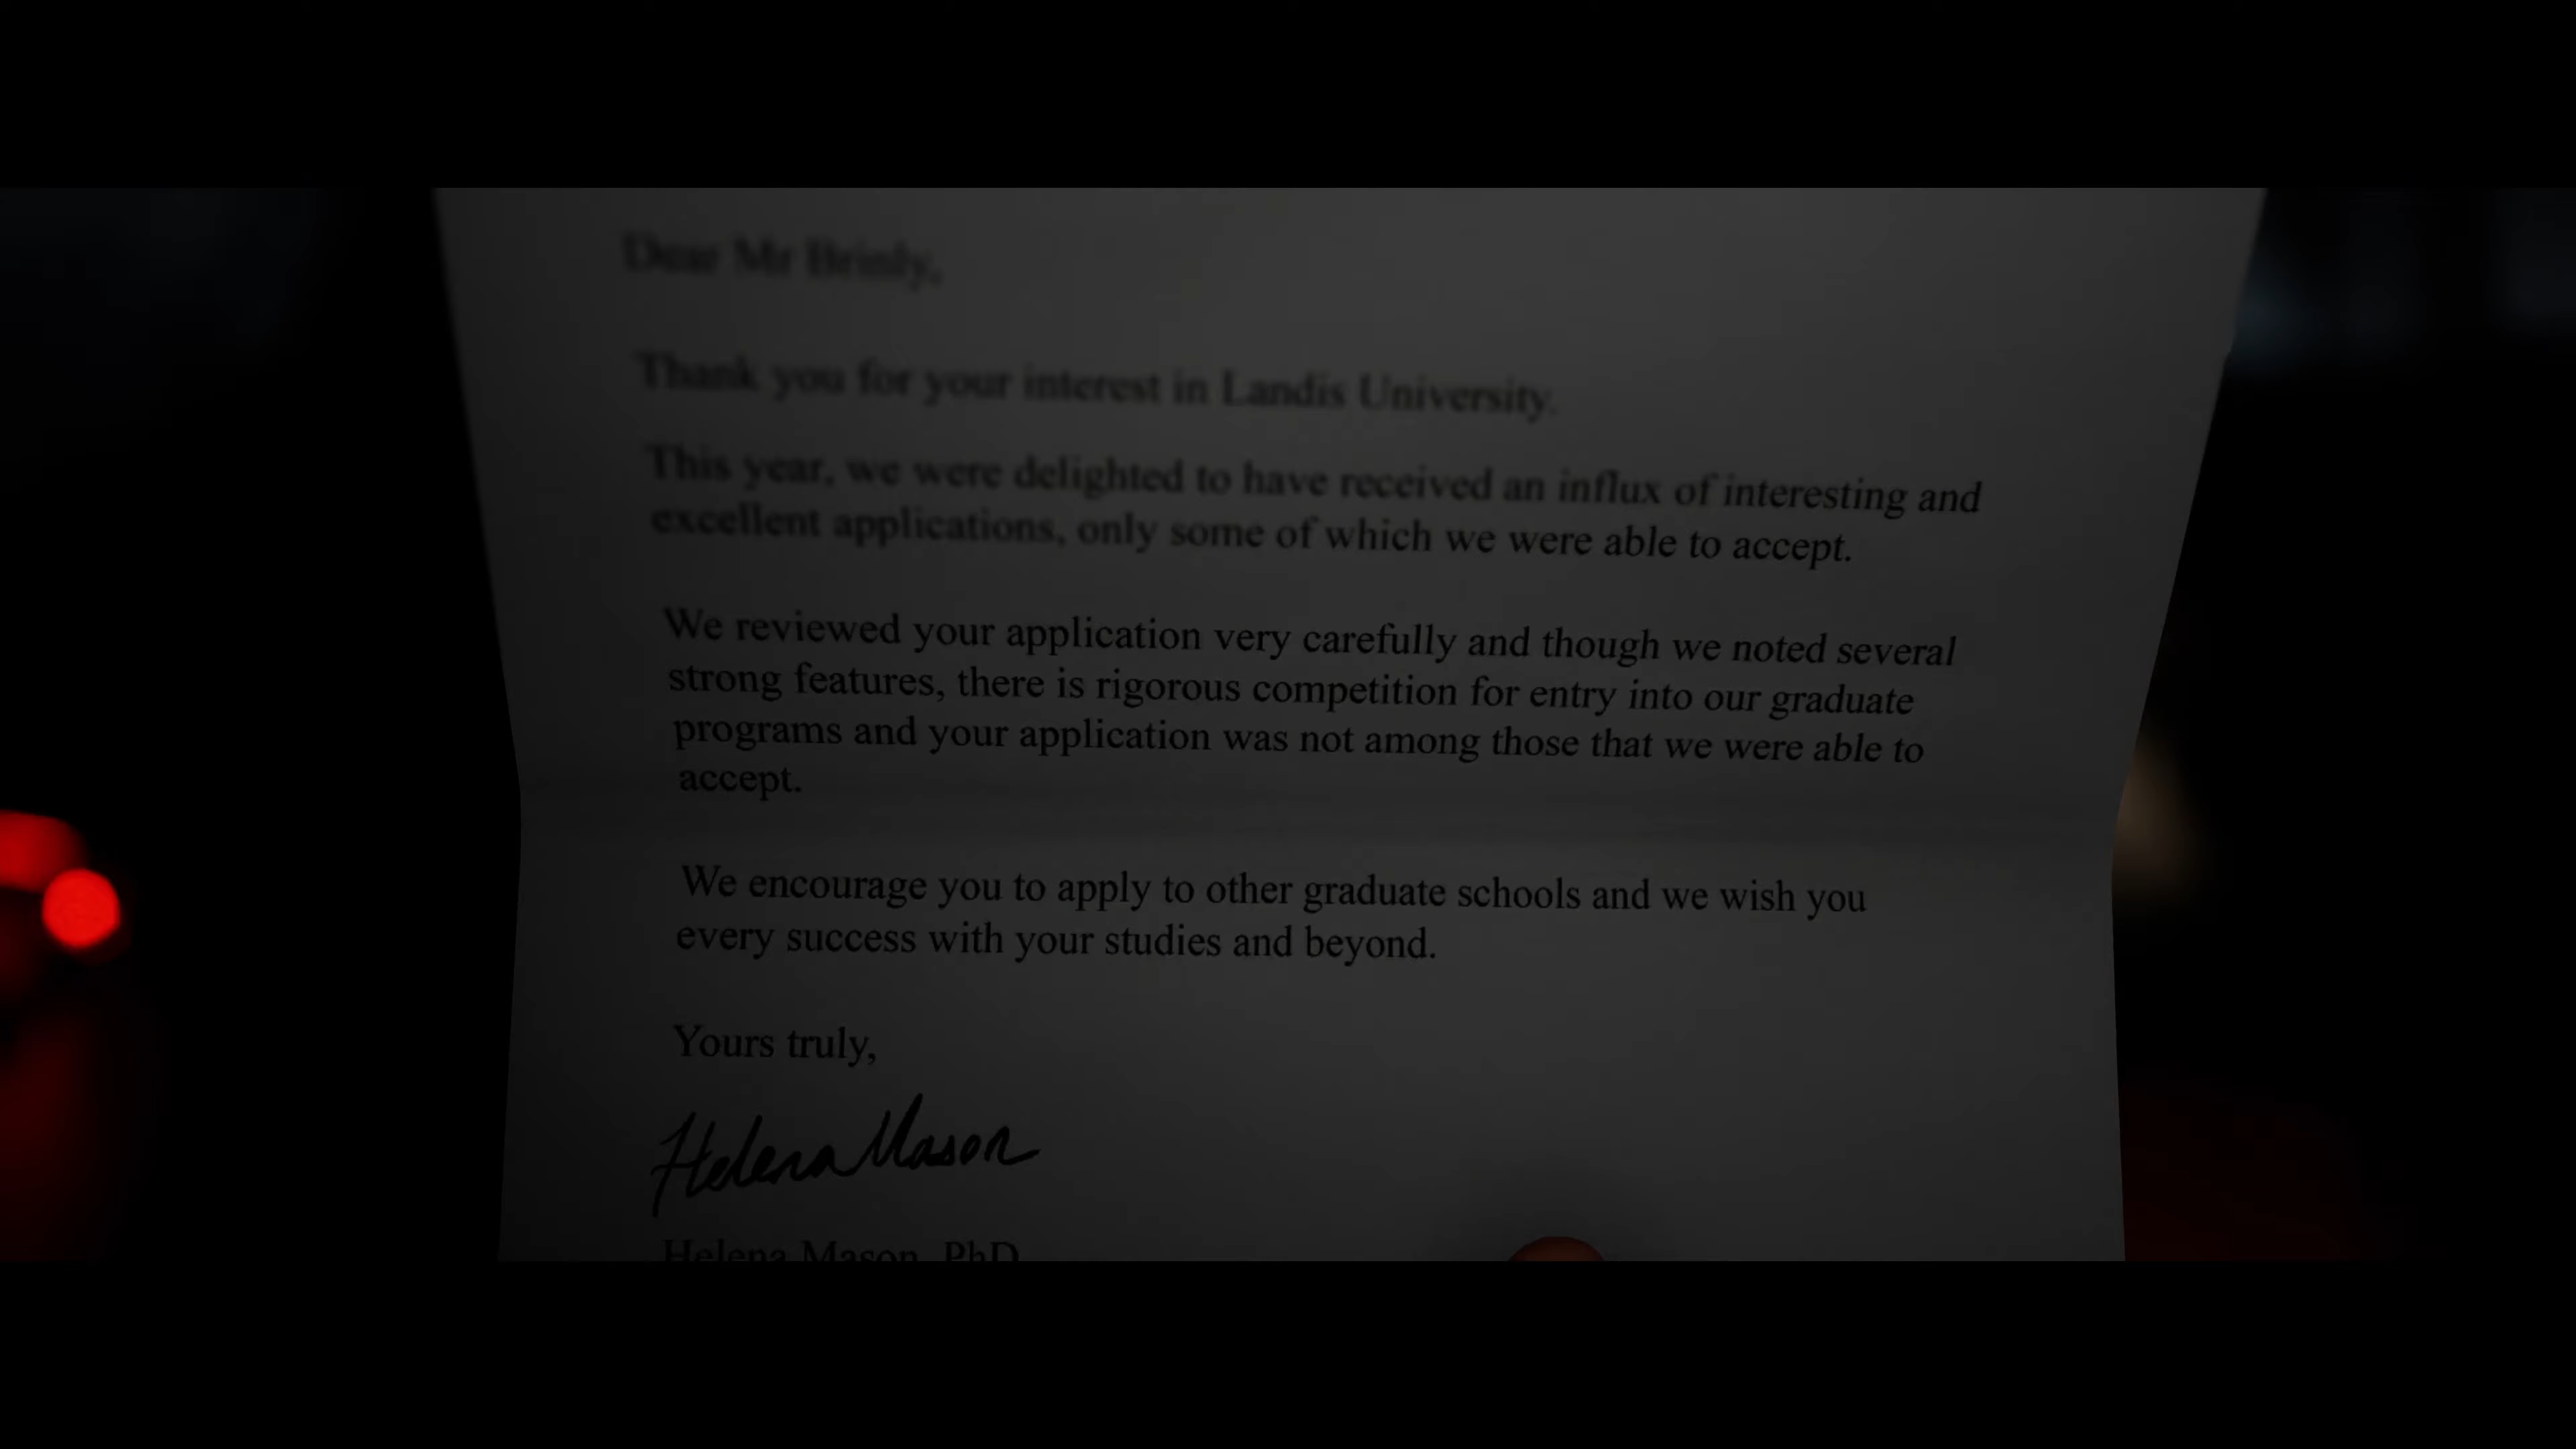 Dear Mr Brinly,
Thank you for your interest in Landis University.
This year, we were delighted to have received an influx of interesting and
excellent applications, only some of which we were able to accept.
We reviewed your application very carefully and though we noted several
strong features, there is rigorous competition for entry into our graduate
programs and your application was not among those that we were able to
accept.
We encourage you to apply to other graduate schools and we wish you
every success with your studies and beyond.
Yours truly,
Helena Mason
Helena Mason, PhD